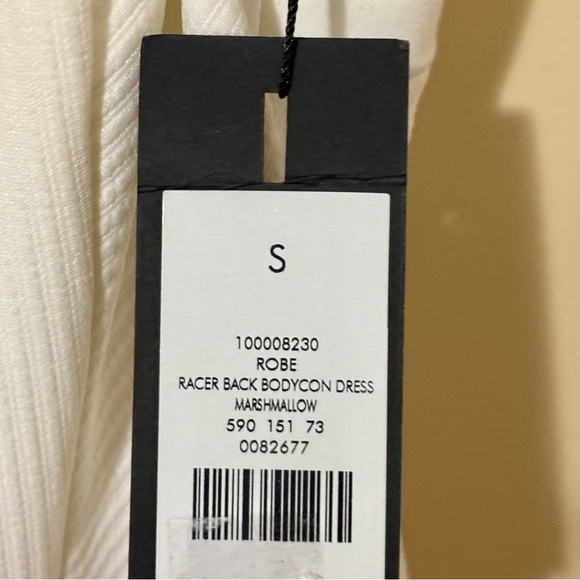 S
100008230
ROBE
RACER BACK BODYCON DRESS
MARSHMALLOW
590 151 73
0082677